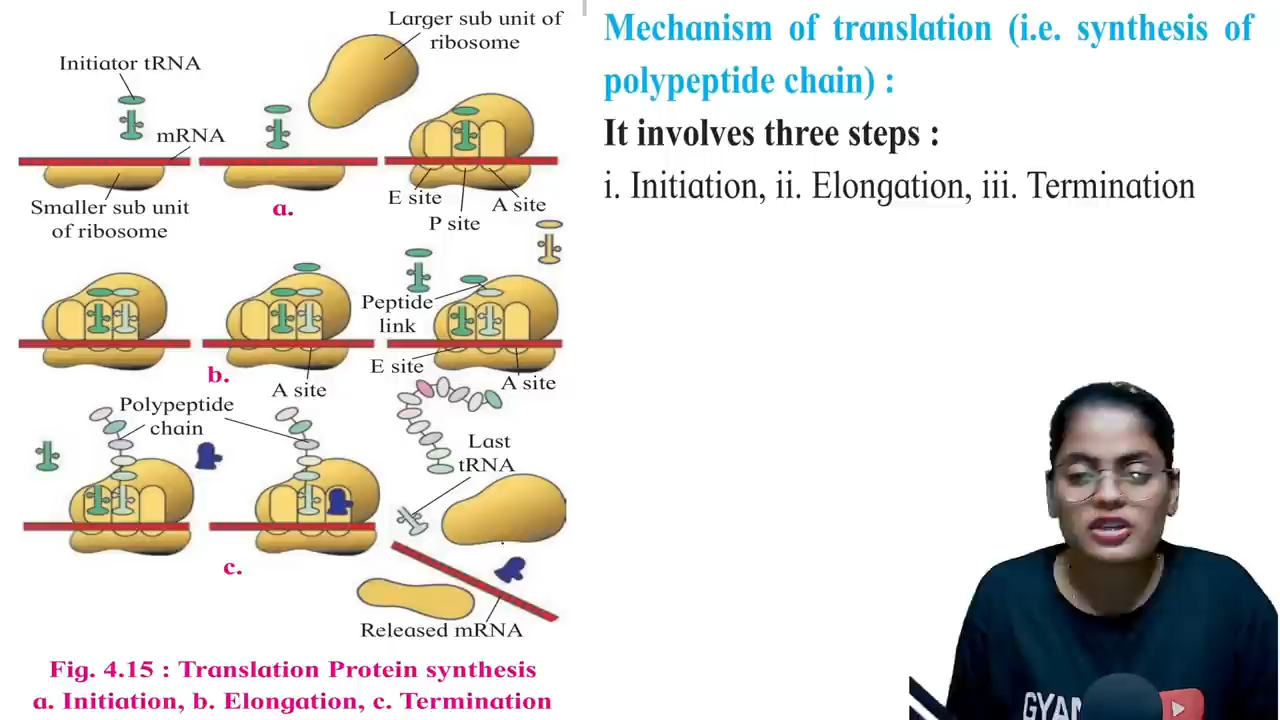 Larger sub unit of
ribosome
Initiator tRNA
mRNA
E site
A site
P site
Smaller sub unit
of ribosome
a.
Peptide
link
E site
A site
A site
b.
Polypeptide
chain
Last
tRNA
c.
Released mRNA
Fig. 4.15 : Translation Protein synthesis
a. Initiation, b. Elongation, c. Termination
Mechanism of translation (i.e. synthesis of
polypeptide chain) :
It involves three steps :
i. Initiation, ii. Elongation, iii. Termination